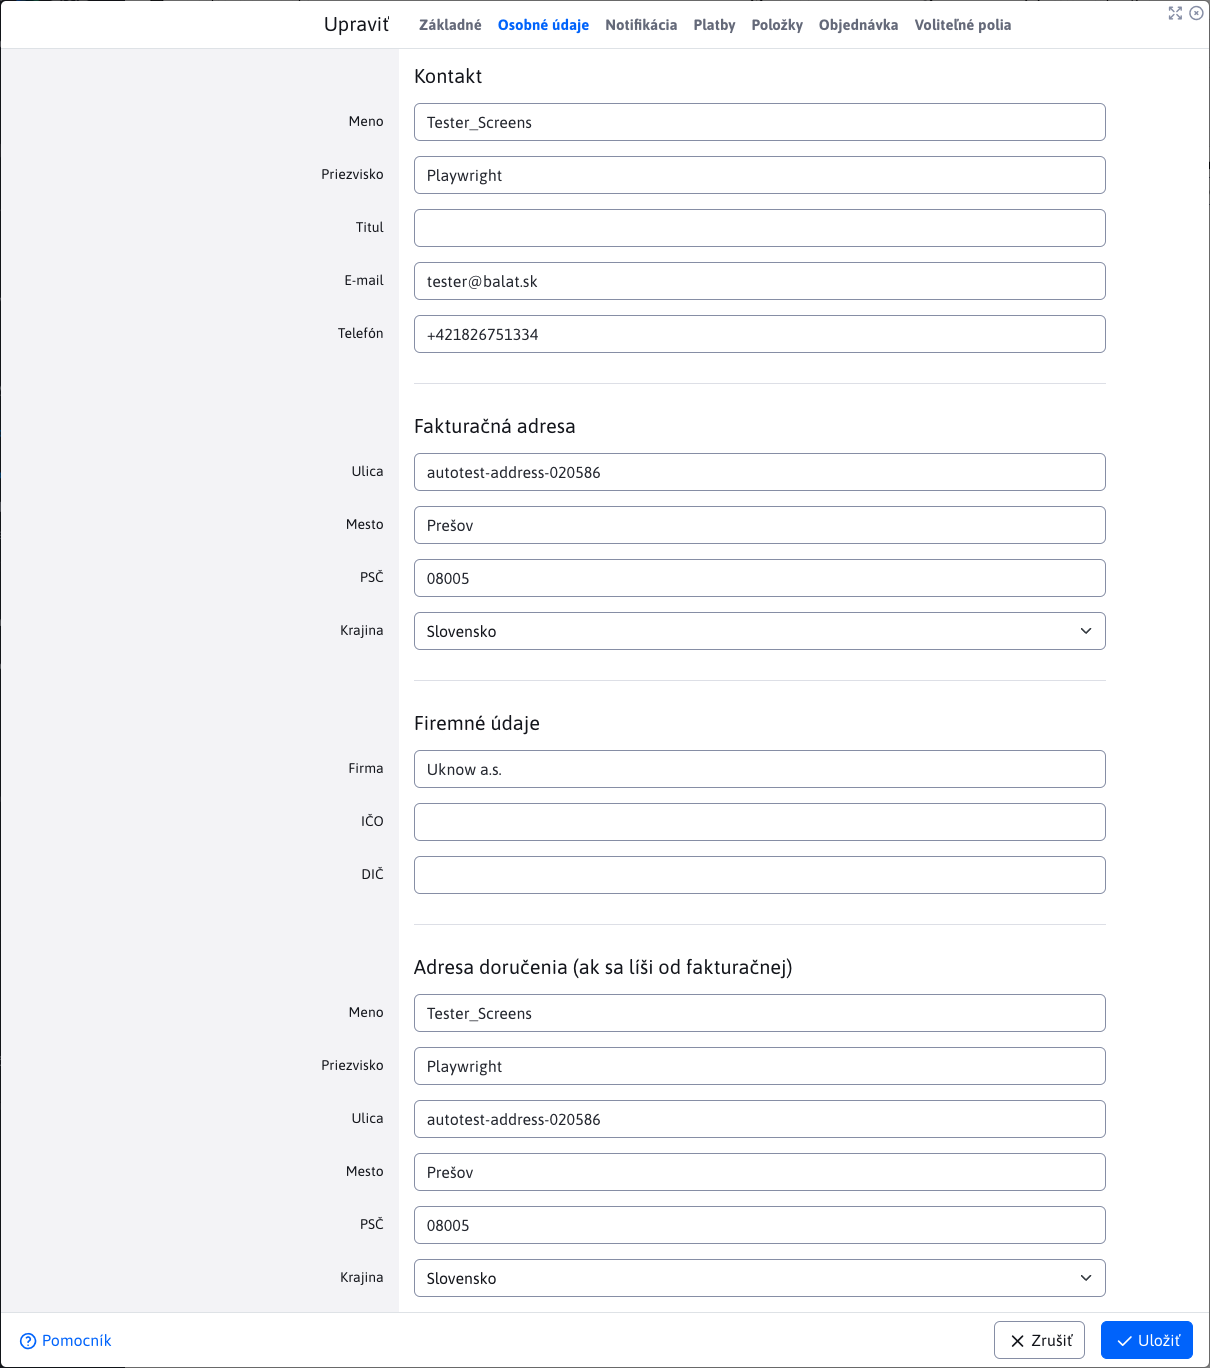 Upraviť
Základné Osobné údaje Notifikácia Platby Položky Objednávka Voliteľné polia
Kontakt
Meno Tester_Screens
Priezvisko Playwright
Titul
E-mail tester@balat.sk
Telefón +421826751334
Fakturačná adresa
Ulica autotest-address-020586
Mesto Prešov
PSČ 08005
Krajina Slovensko
Firemné údaje
Firma Uknow a.s.
IČO
DIČ
Adresa doručenia (ak sa líši od fakturačnej)
Meno Tester_Screens
Priezvisko Playwright
Ulica autotest-address-020586
Mesto Prešov
PSČ 08005
Krajina Slovensko
Pomocník Zrušiť Uložiť